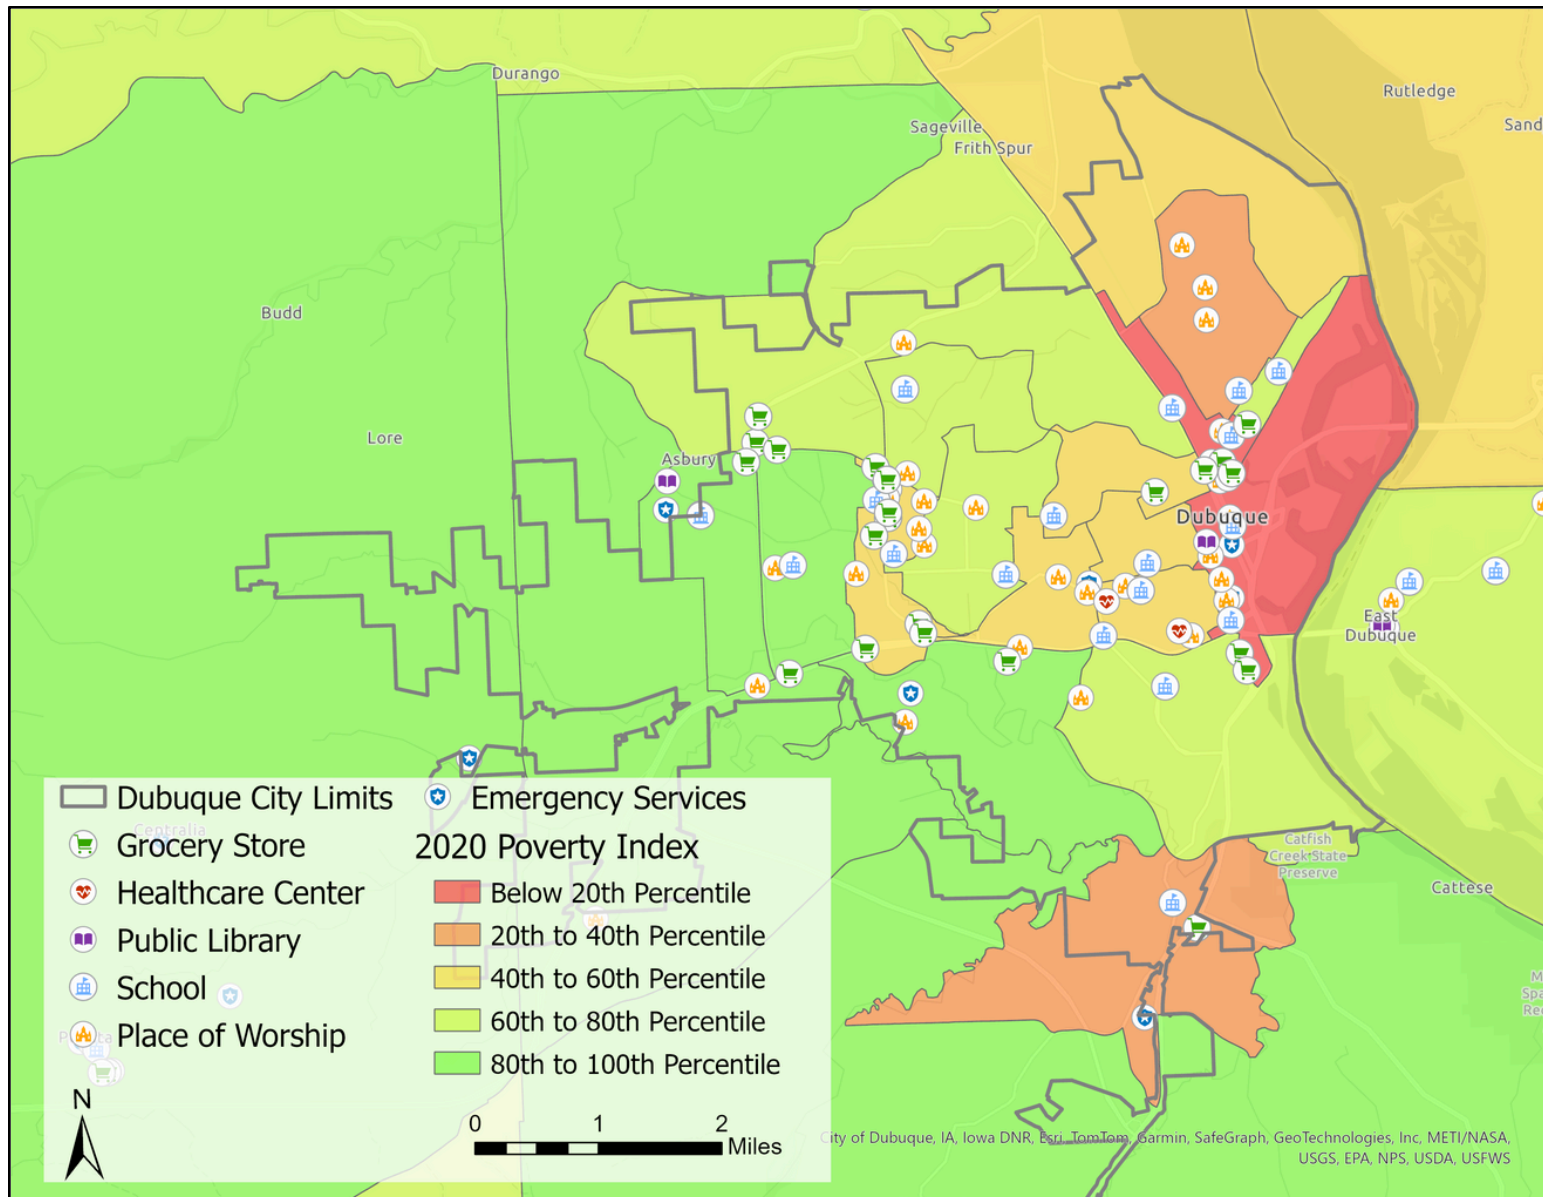 Durango
Rutledge
Sageville
Frith Spur
Sand
Budd
Lore
Asbury
Dubuque
East
Dubuque
Catfish
Creek State
Preserve
Cattese
Centralia
M
Spa
Re
Dubuque City Limits
Grocery Store
Healthcare Center
Public Library
School
Place of Worship
Emergency Services
2020 Poverty Index
Below 20th Percentile
20th to 40th Percentile
40th to 60th Percentile
60th to 80th Percentile
80th to 100th Percentile
N
0 1 2
Miles
City of Dubuque, IA, Iowa DNR, Esri, TomTom, Garmin, SafeGraph, GeoTechnologies, Inc, METI/NASA,
USGS, EPA, NPS, USDA, USFWS